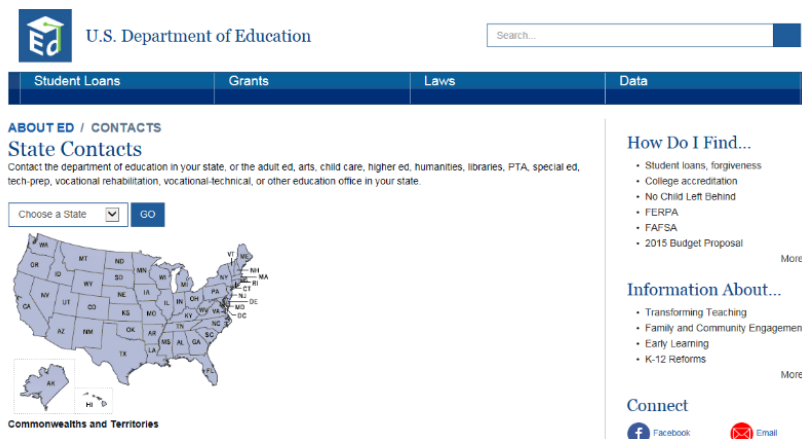 Ed
U.S. Department of Education
Search...
Student Loans
Grants
Laws
Data
ABOUT ED / CONTACTS
State Contacts
Contact the department of education in your state, or the adult ed, arts, child care, higher ed, humanities, libraries, PTA, special ed,
tech-prep, vocational rehabilitation, vocational-technical, or other education office in your state.
Choose a State
GO
WA
OR
CA
NV
ID
MT
WY
UT
AZ
CO
NM
ND
SD
NE
KS
OK
TX
MN
IA
MO
AR
LA
WI
IL
MI
IN
OH
KY
TN
MS
AL
GA
FL
SC
NC
VA
WV
PA
NY
VT
ME
NH
MA
RI
CT
NJ
DE
MD
DC
AK
HI
Commonwealths and Territories
How Do I Find...
• Student loans, forgiveness
• College accreditation
• No Child Left Behind
• FERPA
• FAFSA
• 2015 Budget Proposal
More
Information About...
• Transforming Teaching
• Family and Community Engagemen
• Early Learning
• K-12 Reforms
More
Connect
Facebook
Email